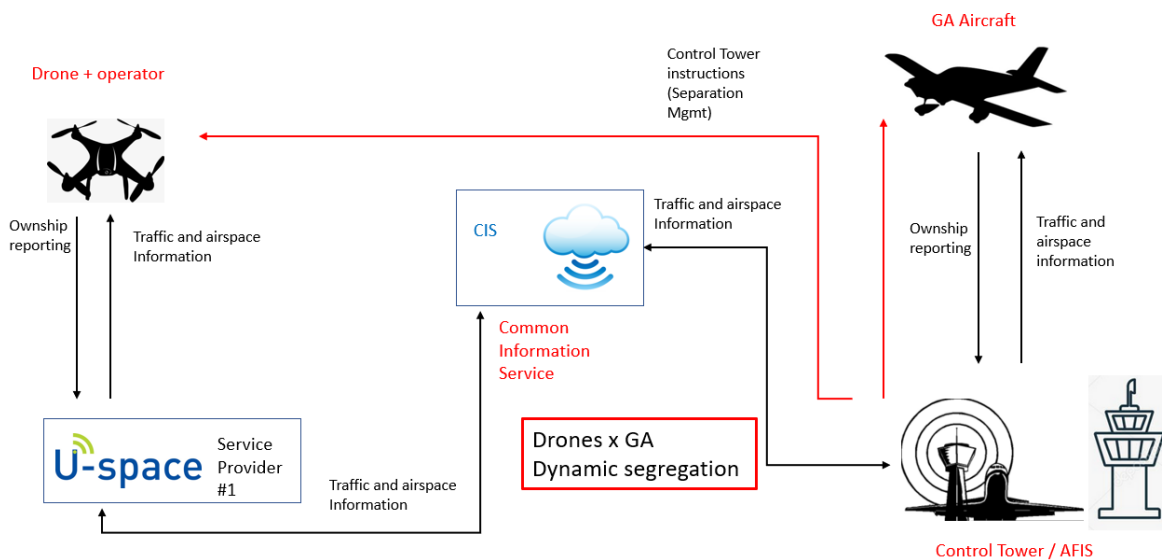 GA Aircraft
Control Tower
instructions
(Separation
Mgmt)
Drone + operator
Ownship
reporting
Traffic and airspace
Information
CIS
Traffic and airspace
Information
Ownship
reporting
Traffic and
airspace
information
Common
Information
Service
U-space
Service
Provider
#1
Drones x GA
Dynamic segregation
Traffic and airspace
Information
Control Tower / AFIS